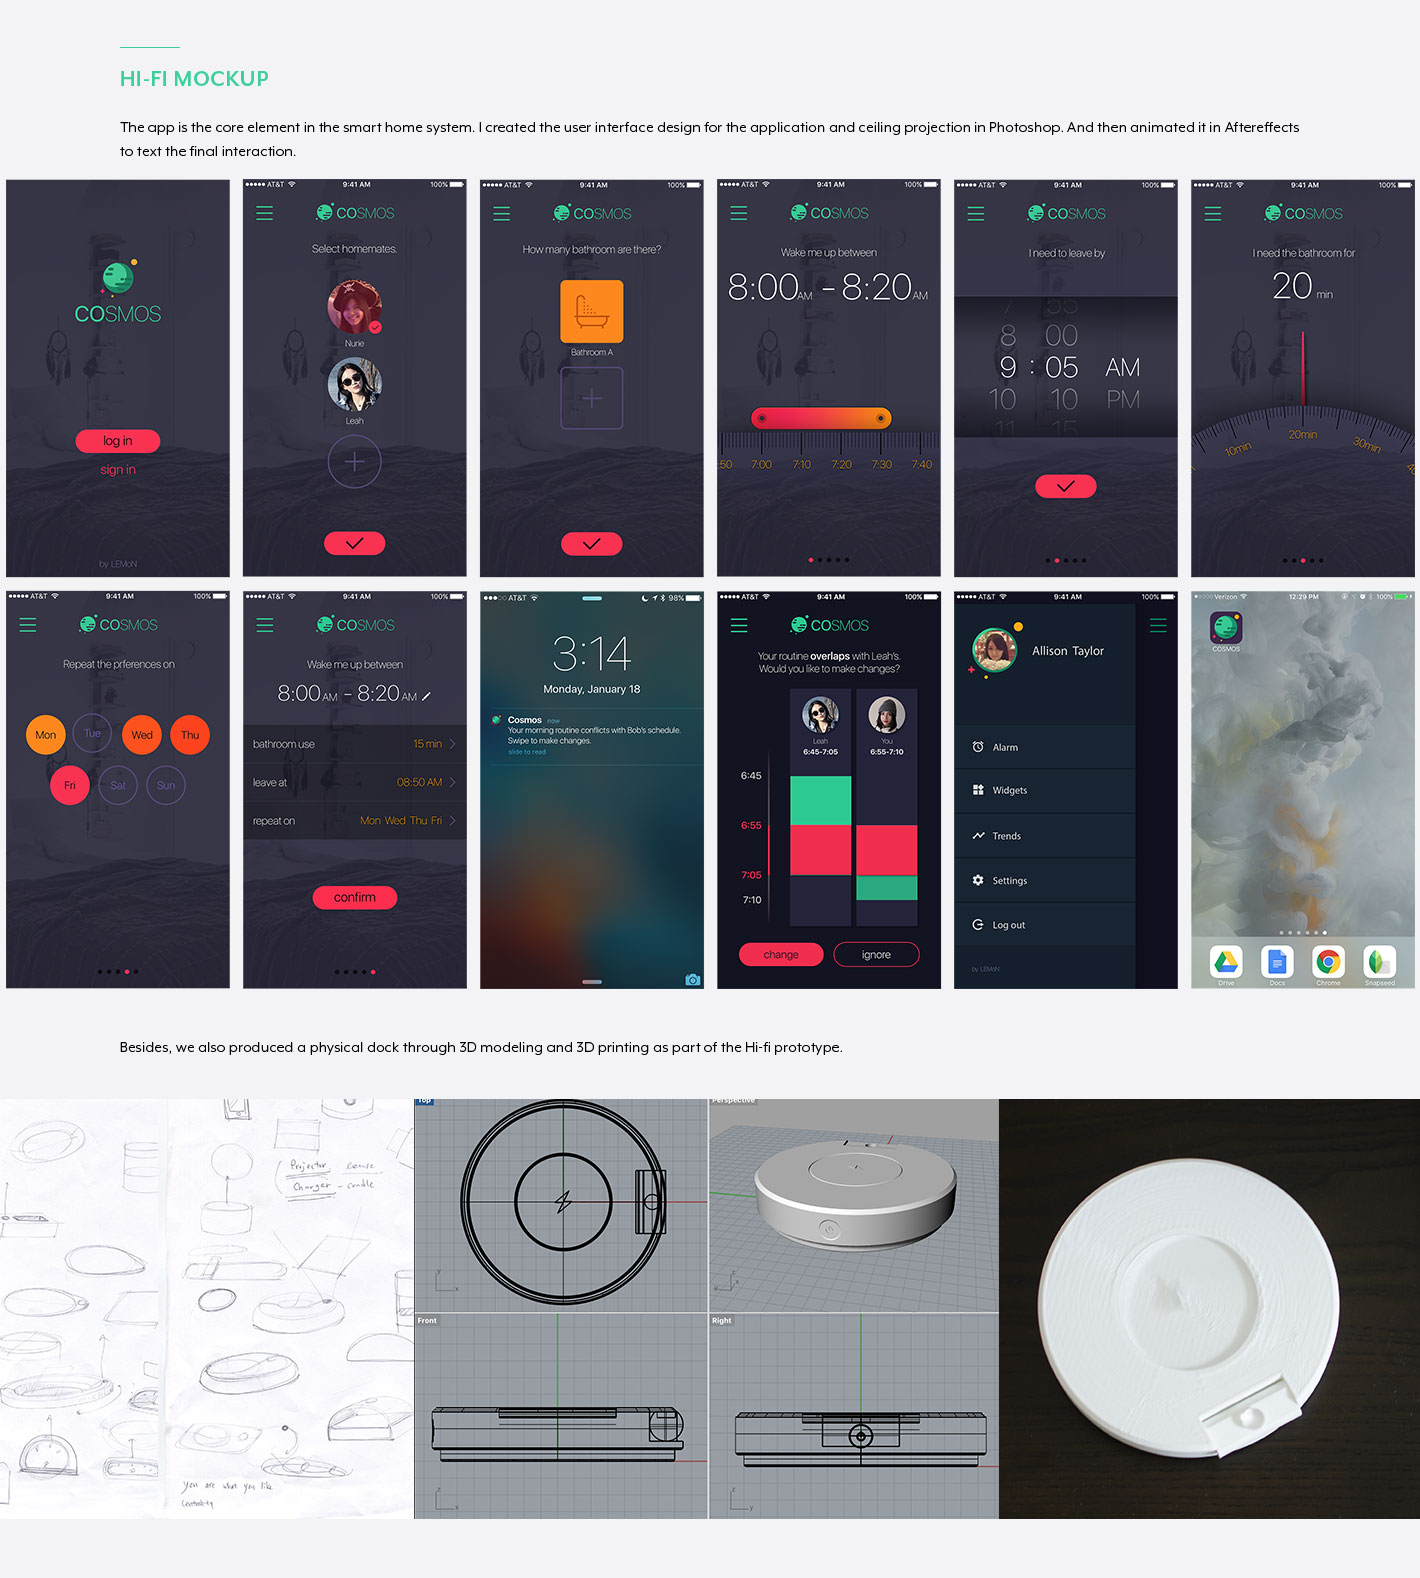 HI-FI MOCKUP
The app is the core element in the smart home system. I created the user interface design for the application and ceiling projection in Photoshop. And then animated it in Aftereffects
to text the final interaction.
COSMOS
log in
sign in
by LEMoN
AT&T 9:41 AM 100%
COSMOS
Select homemates.
Nurie
Leah
AT&T 9:41 AM 100%
COSMOS
How many bathroom are there?
Bathroom A
AT&T 9:41 AM 100%
COSMOS
Wake me up between
8:00AM - 8:20AM
:50 7:00 7:10 7:20 7:30 7:40
AT&T 9:41 AM 100%
COSMOS
I need to leave by
7 55
8 00
9 : 05 AM
10 10 PM
11 15
AT&T 9:41 AM 100%
COSMOS
I need the bathroom for
20 min
10min 20min 30min
AT&T 9:41 AM 100%
COSMOS
Repeat the prferences on
Mon Tue Wed Thu
Fri Sat Sun
AT&T 9:41 AM 100%
COSMOS
Wake me up between
8:00AM - 8:20AM
bathroom use 15 min
leave at 08:50 AM
repeat on Mon Wed Thu Fri
confirm
AT&T 98%
3:14
Monday, January 18
Cosmos now
Your morning routine conflicts with Bob's schedule.
Swipe to make changes.
slide to read
AT&T 9:41 AM 100%
COSMOS
Your routine overlaps with Leah's.
Would you like to make changes?
Leah You
6:45-7:05 6:55-7:10
6:45
6:55
7:05
7:10
change ignore
AT&T 9:41 AM 100%
Allison Taylor
Alarm
Widgets
Trends
Settings
Log out
by LEMoN
Verizon 12:29 PM 100%
COSMOS
Drive Docs Chrome Snapseed
Besides, we also produced a physical dock through 3D modeling and 3D printing as part of the Hi-fi prototype.
Projector
Charger - cradle
you are what you like
Top
Perspective
Front
Right